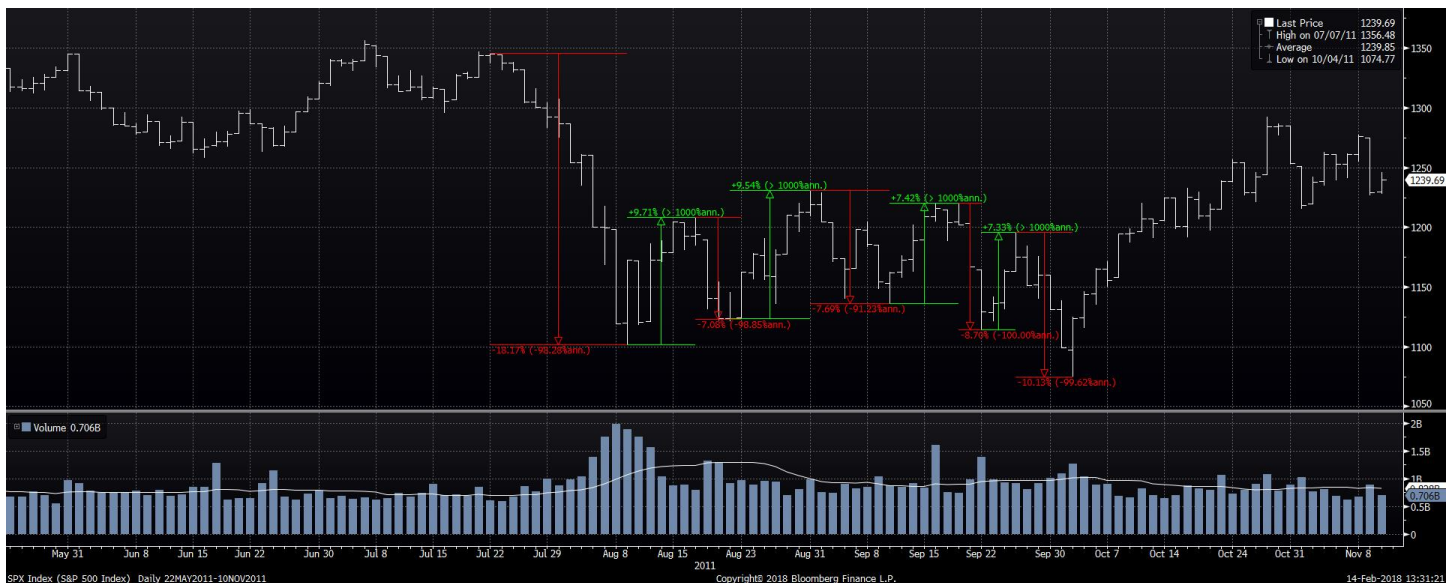 Last Price 1239.69
High on 07/07/11 1356.48
Average 1239.85
Low on 10/04/11 1074.77
1350
1300
1250
1239.69
1200
1150
1100
1050
+9.71% (> 1000%ann.)
+9.54% (> 1000%ann.)
+7.42% (> 1000%ann.)
+7.33% (> 1000%ann.)
-18.17% (-98.28%ann.)
-7.08% (-98.85%ann.)
-7.69% (-91.23%ann.)
-8.70% (-100.00%ann.)
-10.13% (-99.62%ann.)
Volume 0.706B
2B
1.5B
1B
0.706B
0.5B
0
May 31 Jun 8 Jun 15 Jun 22 Jun 30 Jul 8 Jul 15 Jul 22 Jul 29 Aug 8 Aug 15 Aug 23 Aug 31 Sep 8 Sep 15 Sep 22 Sep 30 Oct 7 Oct 14 Oct 24 Oct 31 Nov 8
2011
SPX Index (S&P 500 Index) Daily 22MAY2011-10NOV2011 Copyright© 2018 Bloomberg Finance L.P. 14-Feb-2018 13:31:21